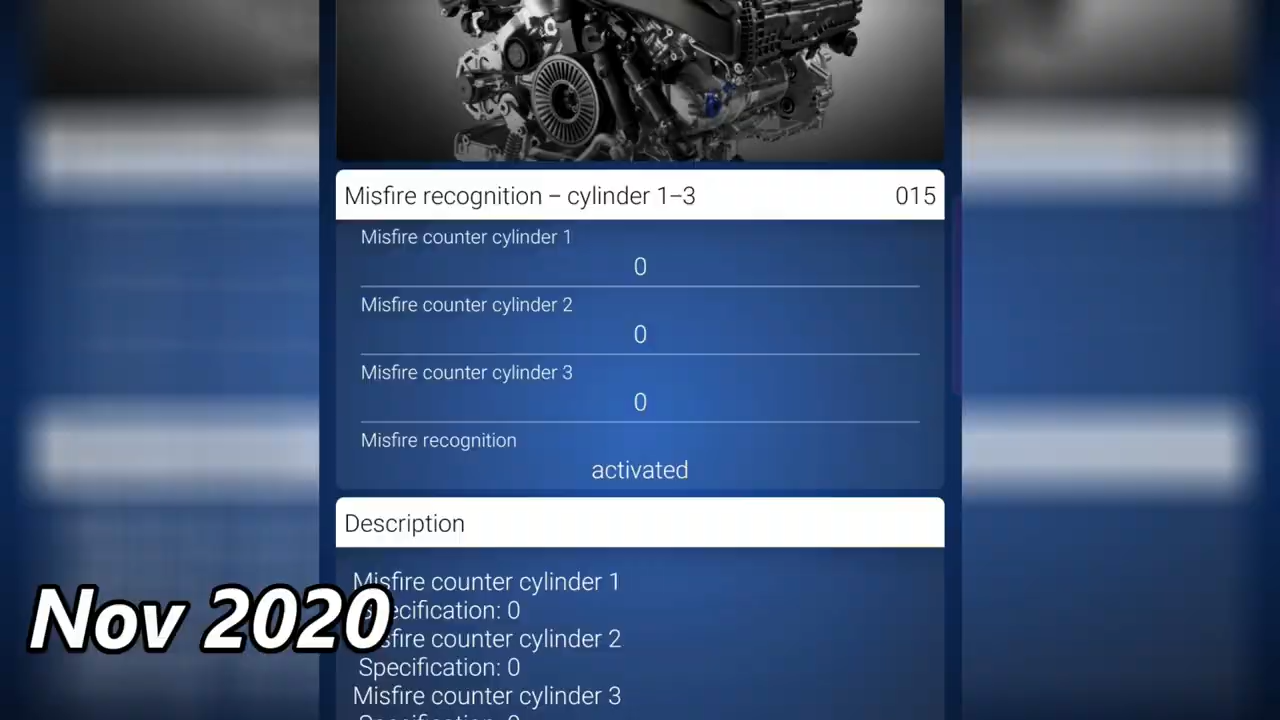 Misfire recognition – cylinder 1–3 015
Misfire counter cylinder 1
0
Misfire counter cylinder 2
0
Misfire counter cylinder 3
0
Misfire recognition
activated
Description
Misfire counter cylinder 1
Specification: 0
Misfire counter cylinder 2
Specification: 0
Misfire counter cylinder 3
Specification: 0
Nov 2020